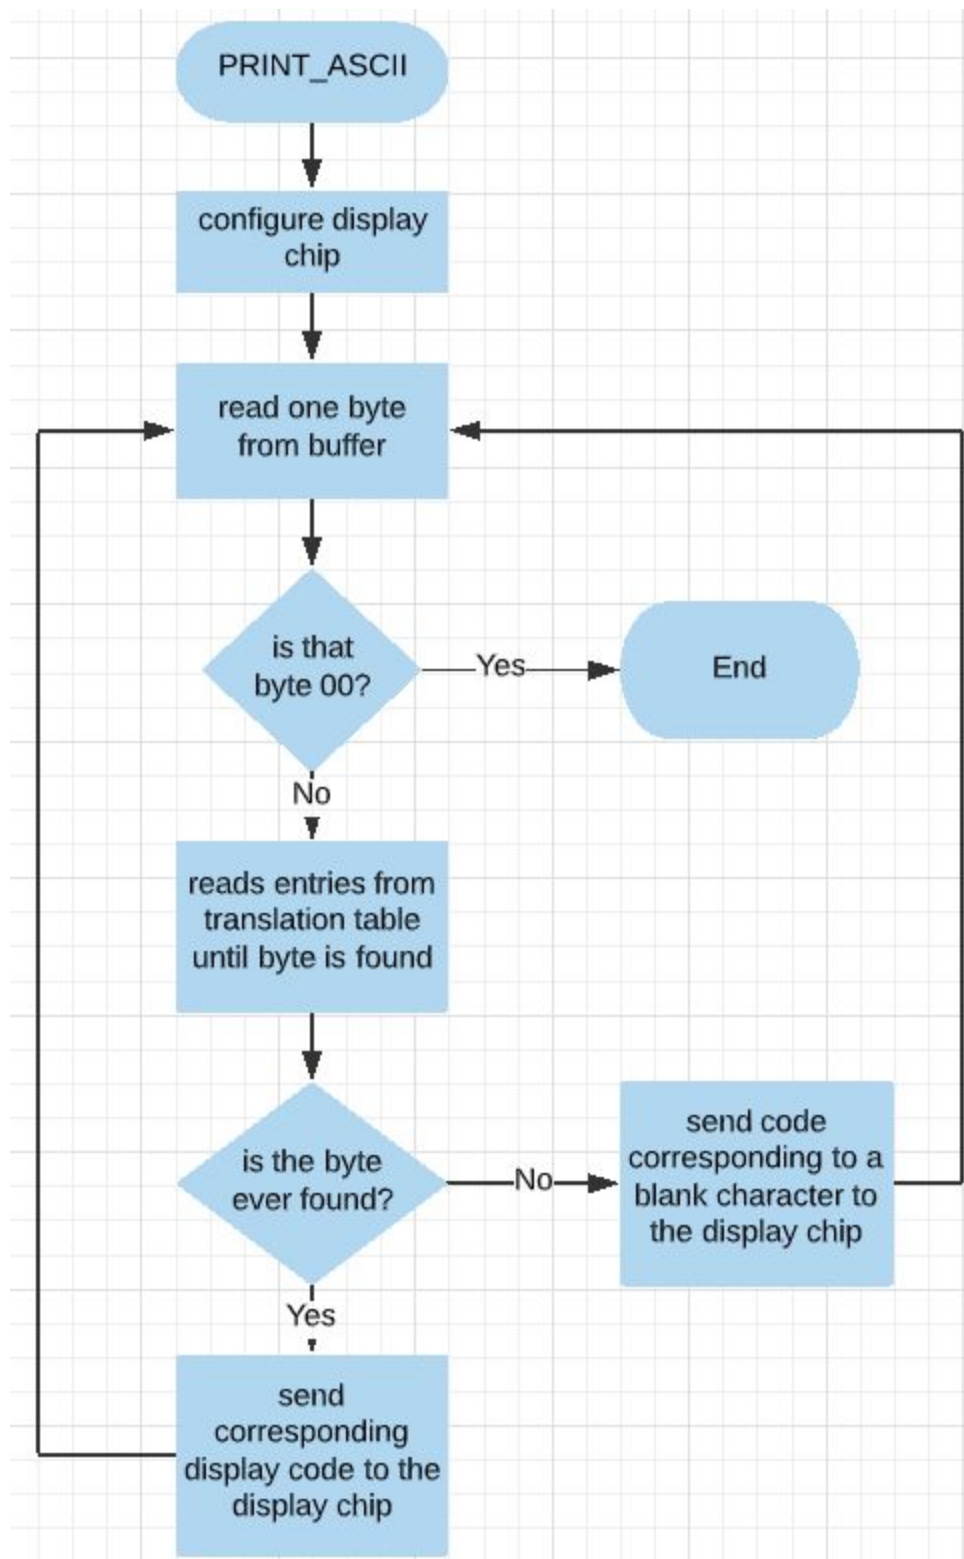 PRINT_ASCII
configure display
chip
read one byte
from buffer
is that
byte 00?
Yes
End
No
reads entries from
translation table
until byte is found
is the byte
ever found?
No
send code
corresponding to a
blank character to
the display chip
Yes
send
corresponding
display code to the
display chip